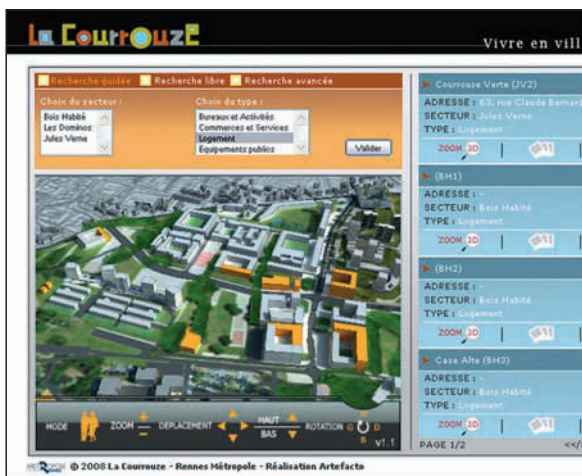 La Courrouze
Vivre en vill
Recherche guidée Recherche libre Recherche avancée
Choix du secteur :
Bois Habité
Les Dominos
Jules Verne
Choix du type :
Bureaux et Activités
Commerces et Services
Logement
Equipements publics
Valider
MODE ZOOM DEPLACEMENT HAUT BAS ROTATION G H D B
v1.1
Courrouze Verte (JV2)
ADRESSE : 63, rue Claude Bernard
SECTEUR : Jules Verne
TYPE : Logement
ZOOM 3D
(BH1)
ADRESSE : -
SECTEUR : Bois Habité
TYPE : Logement
ZOOM 3D
(BH2)
ADRESSE : -
SECTEUR : Bois Habité
TYPE : Logement
ZOOM 3D
Case Alte (BH3)
ADRESSE : -
SECTEUR : Bois Habité
TYPE : Logement
ZOOM 3D
PAGE 1/2 <</
© 2008 La Courrouze - Rennes Métropole - Réalisation Artefacto